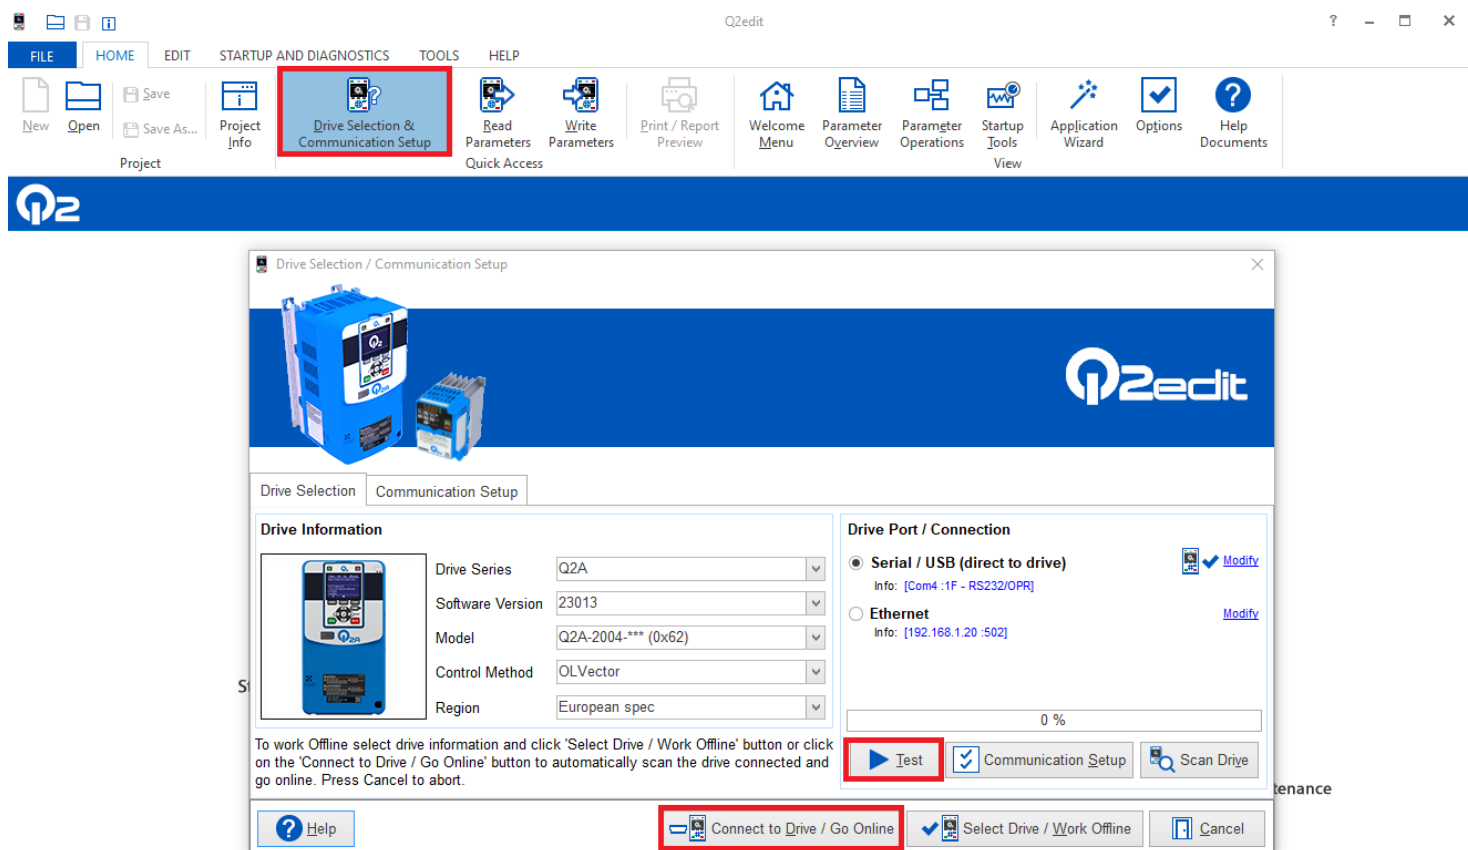 Q2edit
?
FILE HOME EDIT STARTUP AND DIAGNOSTICS TOOLS HELP
New Open Save Save As... Project Info Drive Selection & Communication Setup Read Parameters Write Parameters Print / Report Preview Welcome Menu Parameter Overview Parameter Operations Startup Tools Application Wizard Options Help Documents
Project Quick Access View
Q2
Drive Selection / Communication Setup
Q2edit
Drive Selection Communication Setup
Drive Information
Drive Series Q2A
Software Version 23013
Model Q2A-2004-*** (0x62)
Control Method OLVector
Region European spec
To work Offline select drive information and click 'Select Drive / Work Offline' button or click
on the 'Connect to Drive / Go Online' button to automatically scan the drive connected and
go online. Press Cancel to abort.
Drive Port / Connection
Serial / USB (direct to drive) Modify
Info: [Com4 :1F - RS232/OPR]
Ethernet Modify
Info: [192.168.1.20 :502]
0 %
Test Communication Setup Scan Drive
tenance
Help Connect to Drive / Go Online Select Drive / Work Offline Cancel